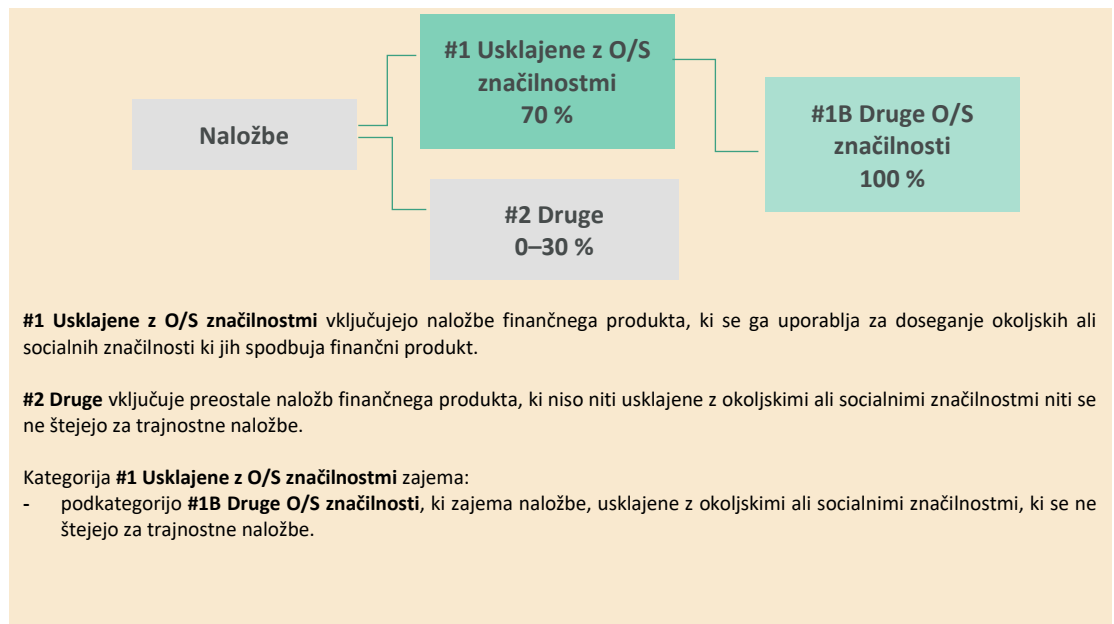 #1 Usklajene z O/S
značilnostmi
70 %
Naložbe
#1B Druge O/S
značilnosti
100 %
#2 Druge
0–30 %
#1 Usklajene z O/S značilnostmi vključujejo naložbe finančnega produkta, ki se ga uporablja za doseganje okoljskih ali
socialnih značilnosti ki jih spodbuja finančni produkt.
#2 Druge vključuje preostale naložb finančnega produkta, ki niso niti usklajene z okoljskimi ali socialnimi značilnostmi niti se
ne štejejo za trajnostne naložbe.
Kategorija #1 Usklajene z O/S značilnostmi zajema:
- podkategorijo #1B Druge O/S značilnosti, ki zajema naložbe, usklajene z okoljskimi ali socialnimi značilnostmi, ki se ne
štejejo za trajnostne naložbe.